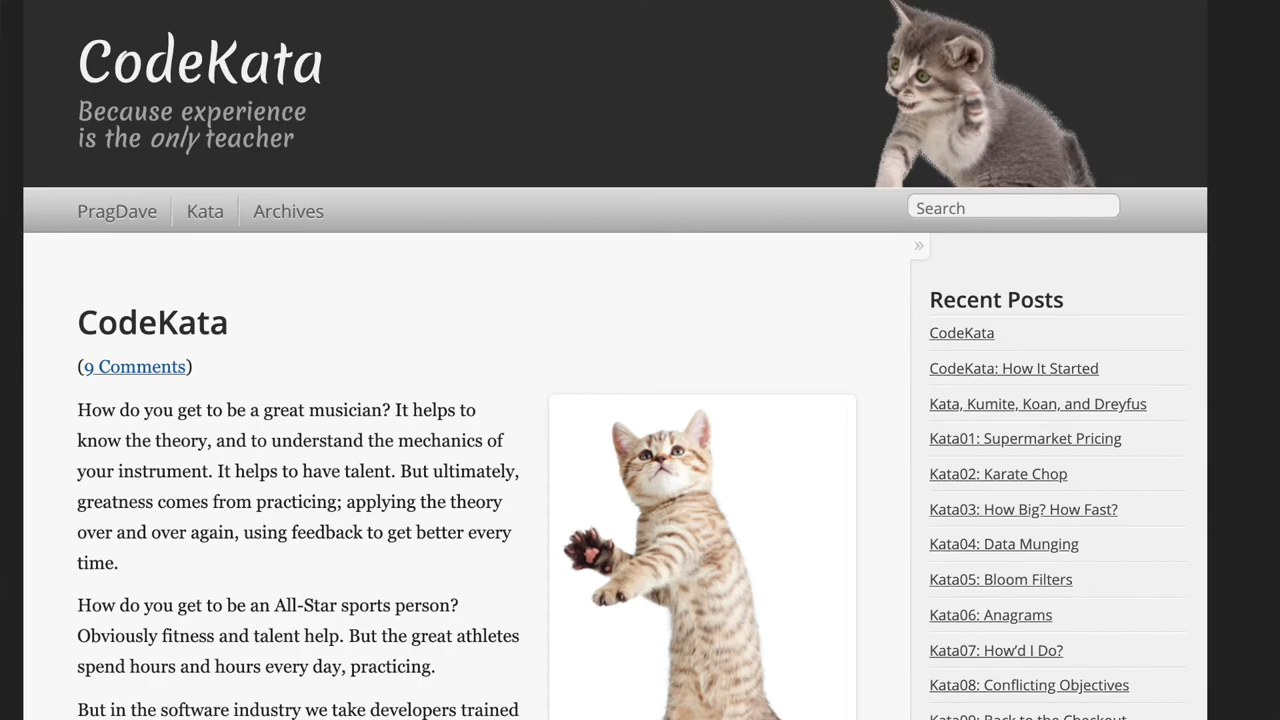 CodeKata
Because experience
is the only teacher
PragDave
Kata
Archives
Search
»
CodeKata
(9 Comments)
How do you get to be a great musician? It helps to
know the theory, and to understand the mechanics of
your instrument. It helps to have talent. But ultimately,
greatness comes from practicing; applying the theory
over and over again, using feedback to get better every
time.
How do you get to be an All-Star sports person?
Obviously fitness and talent help. But the great athletes
spend hours and hours every day, practicing.
But in the software industry we take developers trained
Recent Posts
CodeKata
CodeKata: How It Started
Kata, Kumite, Koan, and Dreyfus
Kata01: Supermarket Pricing
Kata02: Karate Chop
Kata03: How Big? How Fast?
Kata04: Data Munging
Kata05: Bloom Filters
Kata06: Anagrams
Kata07: How’d I Do?
Kata08: Conflicting Objectives
Kata09: Back to the Checkout